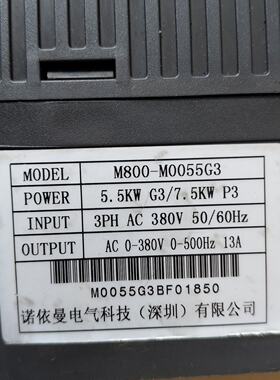 MODEL M800-M0055G3
POWER 5.5KW G3/7.5KW P3
INPUT 3PH AC 380V 50/60Hz
OUTPUT AC 0-380V 0-500Hz 13A
M0055G3BF01850
诺依曼电气科技（深圳）有限公